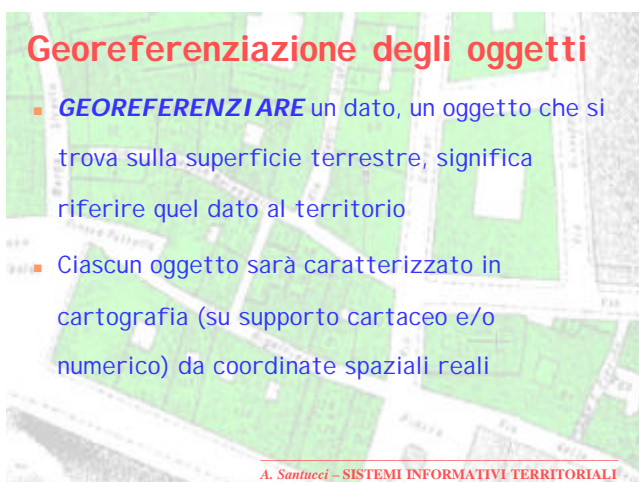 Georeferenziazione degli oggetti
GEOREFERENZIARE un dato, un oggetto che si
trova sulla superficie terrestre, significa
riferire quel dato al territorio
Ciascun oggetto sarà caratterizzato in
cartografia (su supporto cartaceo e/o
numerico) da coordinate spaziali reali
A. Santucci – SISTEMI INFORMATIVI TERRITORIALI